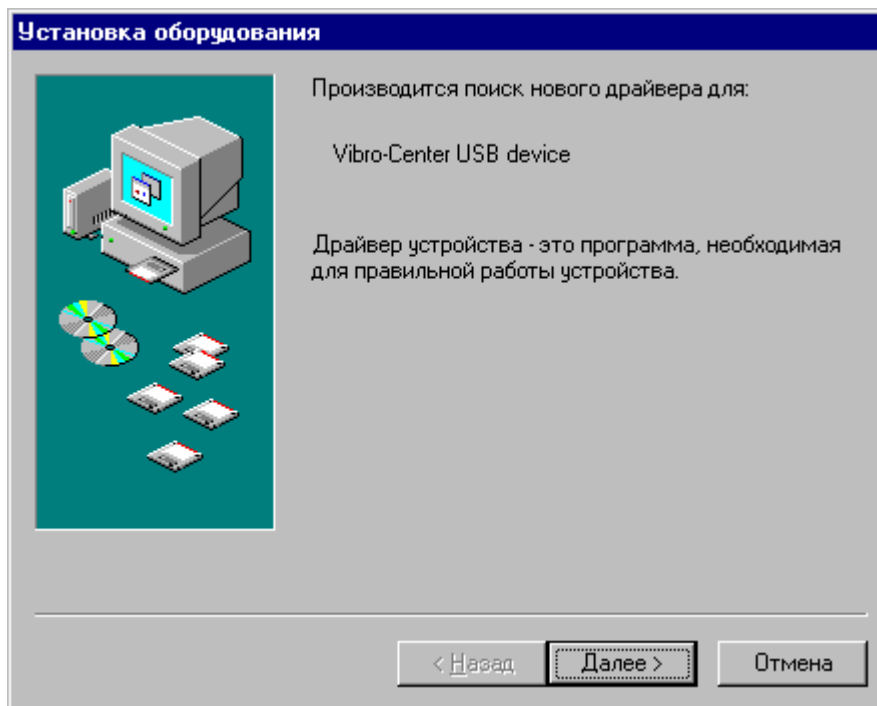 Установка оборудования
Производится поиск нового драйвера для:
Vibro-Center USB device
Драйвер устройства - это программа, необходимая
для правильной работы устройства.
< Назад
Далее >
Отмена